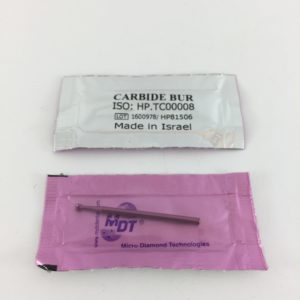 CARBIDE BUR
ISO: HP.TC00008
LOT 1600978/ HP81506
Made in Israel
MDT
Micro Diamond Technologies